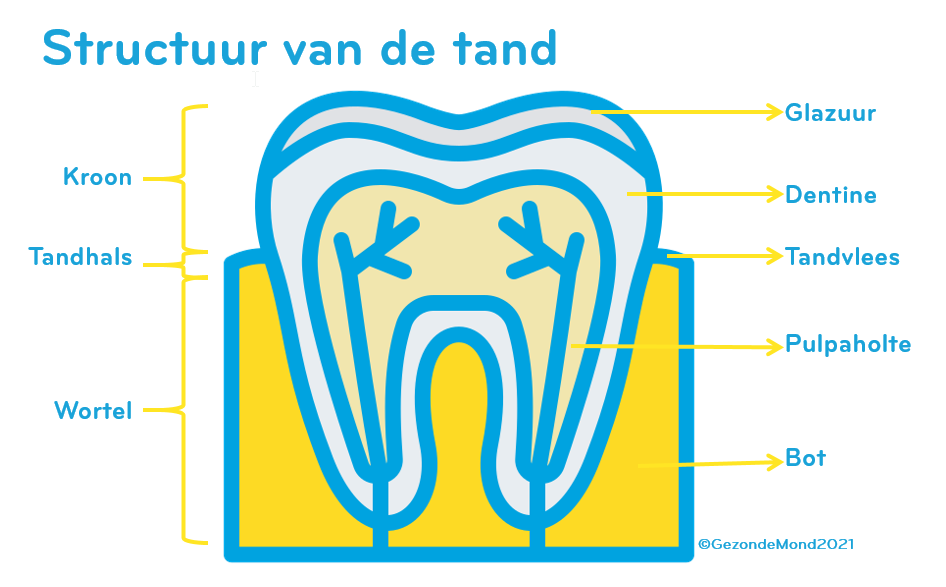 Structuur van de tand
Kroon
Tandhals
Wortel
Glazuur
Dentine
Tandvlees
Pulpaholte
Bot
©GezondeMond2021